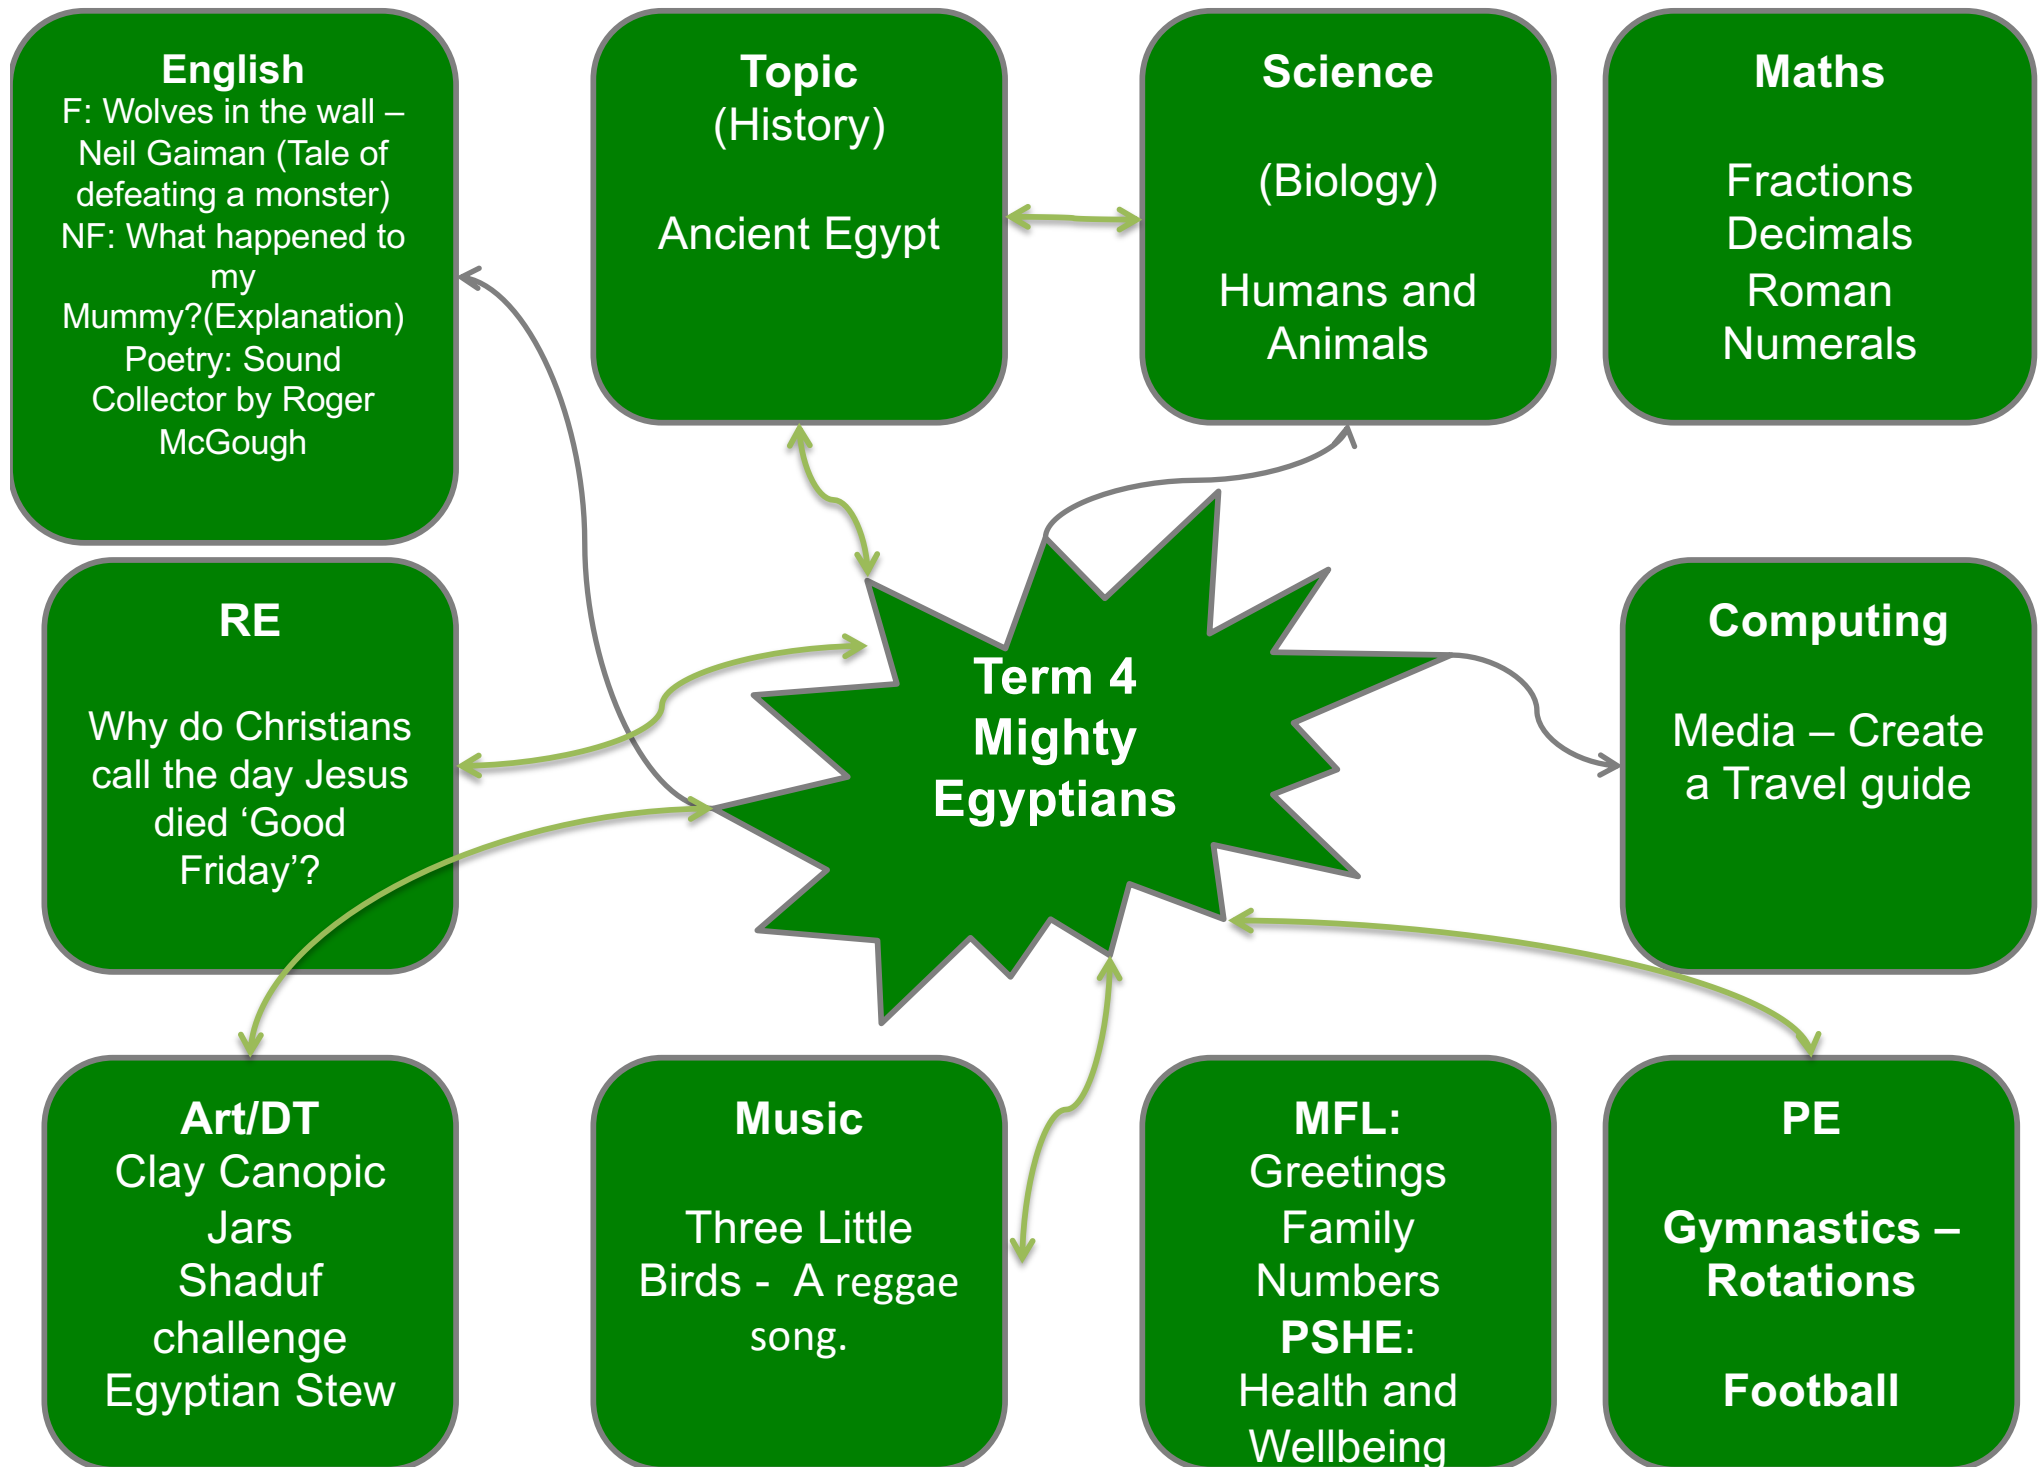 English
F: Wolves in the wall –
Neil Gaiman (Tale of
defeating a monster)
NF: What happened to
my
Mummy?(Explanation)
Poetry: Sound
Collector by Roger
McGough
Topic
(History)
Ancient Egypt
Science
(Biology)
Humans and
Animals
Maths
Fractions
Decimals
Roman
Numerals
RE
Why do Christians
call the day Jesus
died ‘Good
Friday’?
Term 4
Mighty
Egyptians
Computing
Media – Create
a Travel guide
Art/DT
Clay Canopic
Jars
Shaduf
challenge
Egyptian Stew
Music
Three Little
Birds -  A reggae
song.
MFL:
Greetings
Family
Numbers
PSHE:
Health and
Wellbeing
PE
Gymnastics –
Rotations
Football